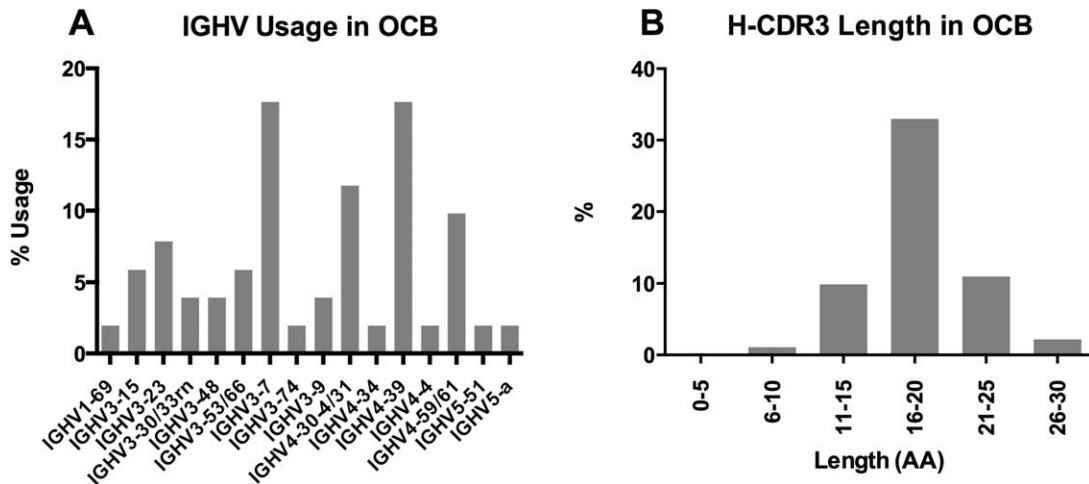 A
IGHV Usage in OCB
% Usage
20
15
10
5
0
IGHV1-69
IGHV3-15
IGHV3-23
IGHV3-30/33rn
IGHV3-48
IGHV3-53/66
IGHV3-7
IGHV3-74
IGHV3-9
IGHV4-30-4/31
IGHV4-34
IGHV4-39
IGHV4-4
IGHV4-59/61
IGHV5-51
IGHV5-a
B
H-CDR3 Length in OCB
%
40
30
20
10
0
0-5
6-10
11-15
16-20
21-25
26-30
Length (AA)